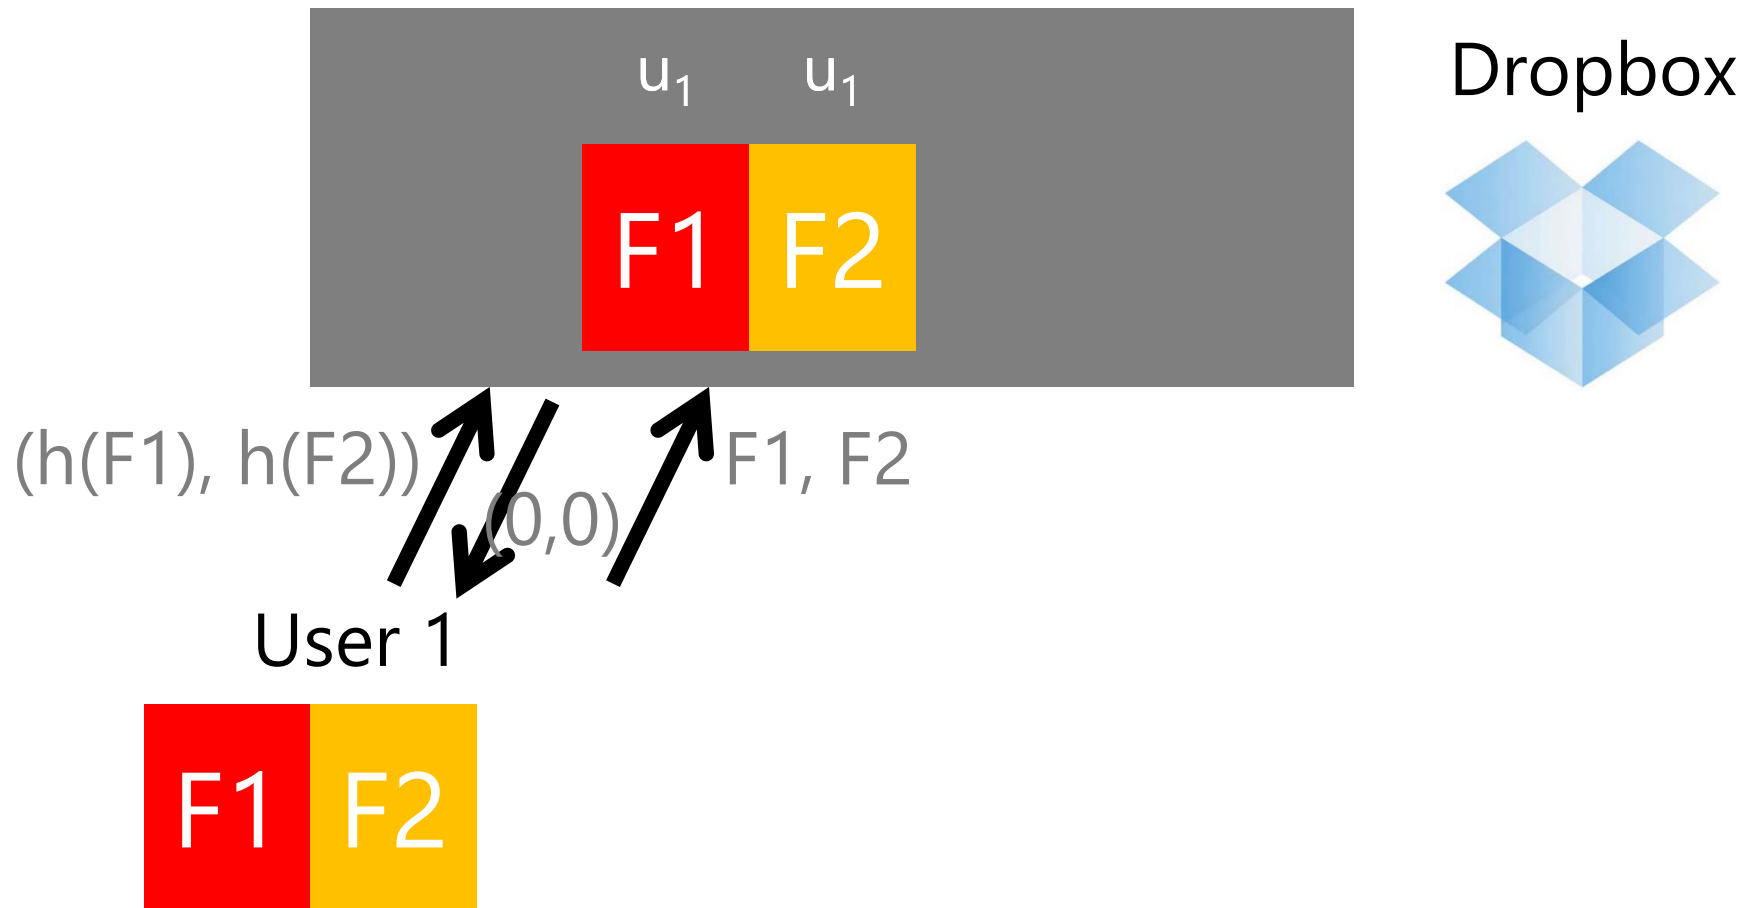 Dropbox
u₁ u₁
F1 F2
(h(F1), h(F2))
(0,0)
F1, F2
User 1
F1 F2